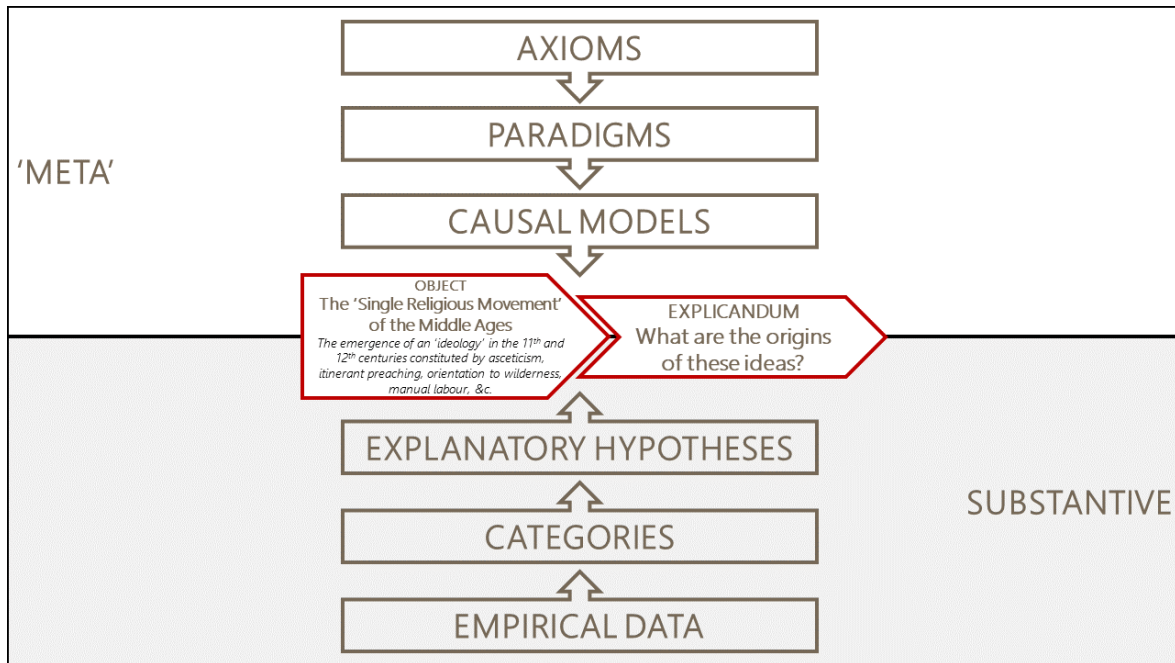 AXIOMS
PARADIGMS
'META'
CAUSAL MODELS
OBJECT
The 'Single Religious Movement'
of the Middle Ages
The emergence of an 'ideology' in the 11th and
12th centuries constituted by asceticism,
itinerant preaching, orientation to wilderness,
manual labour, &c.
EXPLICANDUM
What are the origins
of these ideas?
EXPLANATORY HYPOTHESES
SUBSTANTIVE
CATEGORIES
EMPIRICAL DATA